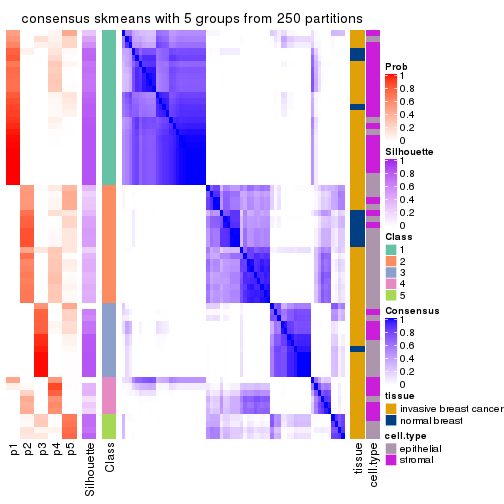 consensus skmeans with 5 groups from 250 partitions
Prob
1
0.8
0.6
0.4
0.2
0
Silhouette
1
0.8
0.6
0.4
0.2
0
Class
1
2
3
4
5
Consensus
1
0.8
0.6
0.4
0.2
0
tissue
invasive breast cancer
normal breast
cell.type
epithelial
stromal
p1
p2
p3
p4
p5
Silhouette
Class
tissue
cell.type